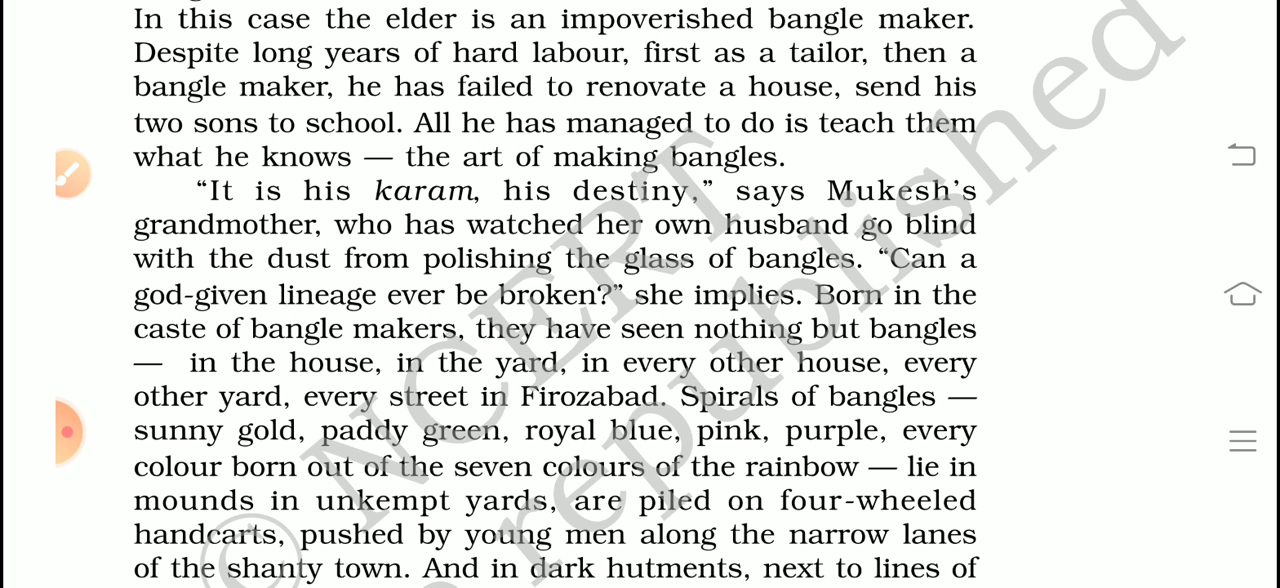 In this case the elder is an impoverished bangle maker.
Despite long years of hard labour, first as a tailor, then a
bangle maker, he has failed to renovate a house, send his
two sons to school. All he has managed to do is teach them
what he knows — the art of making bangles.
“It is his karam, his destiny,” says Mukesh’s
grandmother, who has watched her own husband go blind
with the dust from polishing the glass of bangles. “Can a
god-given lineage ever be broken?” she implies. Born in the
caste of bangle makers, they have seen nothing but bangles
— in the house, in the yard, in every other house, every
other yard, every street in Firozabad. Spirals of bangles —
sunny gold, paddy green, royal blue, pink, purple, every
colour born out of the seven colours of the rainbow — lie in
mounds in unkempt yards, are piled on four-wheeled
handcarts, pushed by young men along the narrow lanes
of the shanty town. And in dark hutments, next to lines of
© NCERT
republished